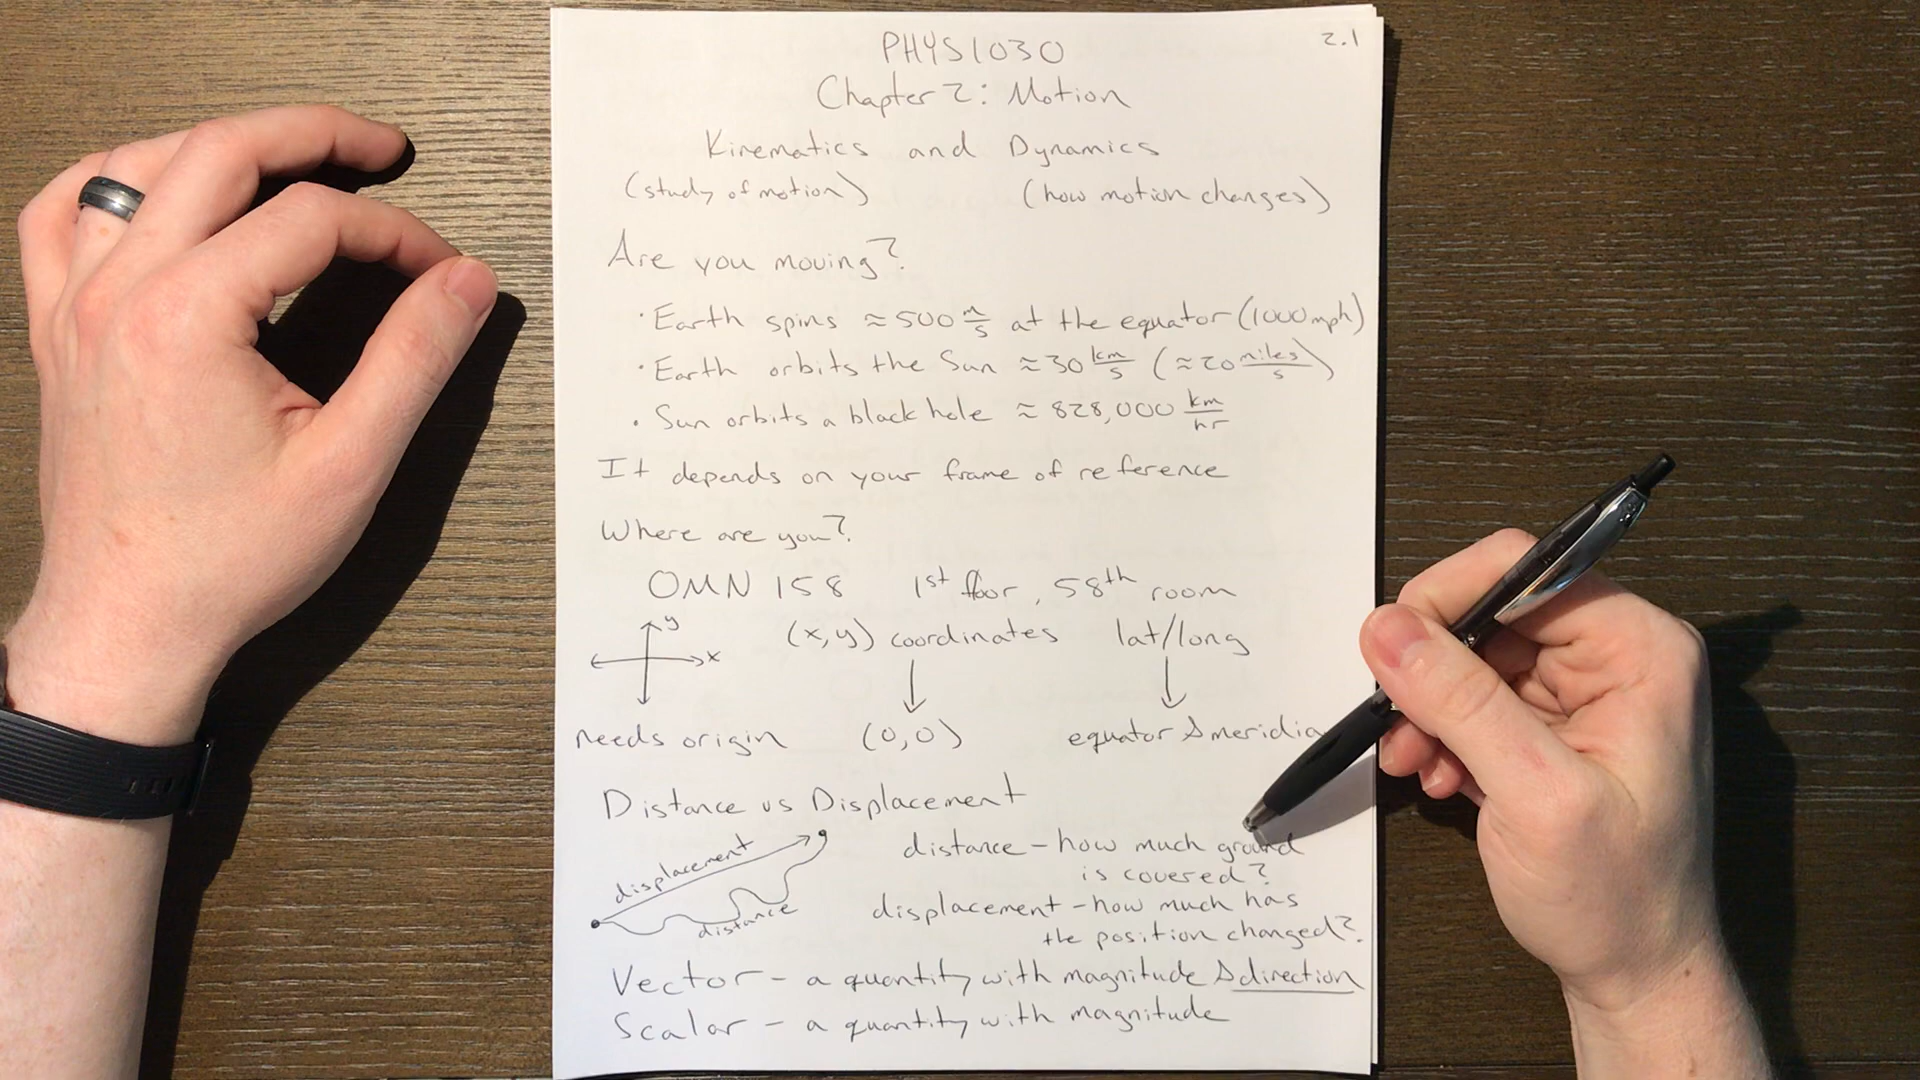 2.1
PHYS1030
Chapter 2: Motion
Kinematics and Dynamics
(study of motion) (how motion changes)
Are you moving?
· Earth spins ≈500 m/s at the equator (1000mph)
· Earth orbits the Sun ≈30 km/s (≈20 miles/s)
· Sun orbits a black hole ≈ 828,000 km/hr
It depends on your frame of reference
Where are you?
OMN 158 1st floor, 58th room
y
x
(x,y) coordinates lat/long
needs origin (0,0) equator & meridia
Distance vs Displacement
displacement
distance
distance - how much ground
is covered?
displacement - how much has
the position changed?
Vector - a quantity with magnitude & direction
Scalar - a quantity with magnitude